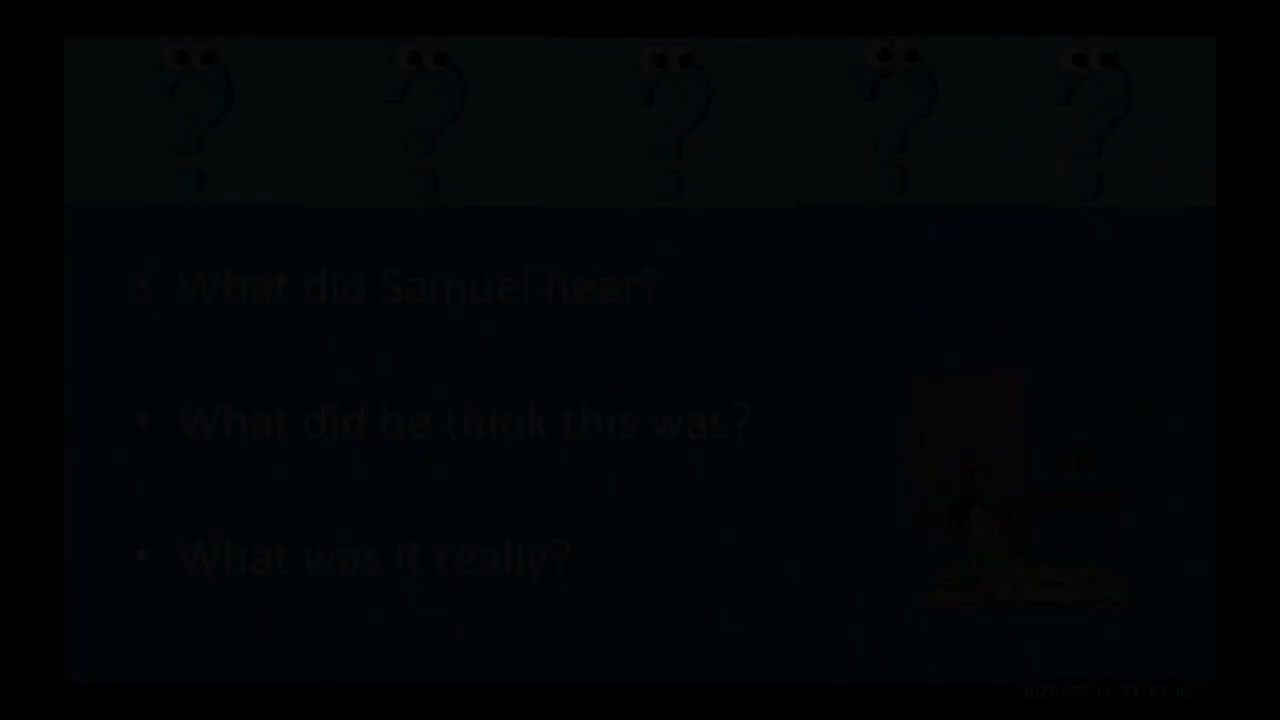 • What did Samuel hear?
• What did he think this was?
• What was it really?